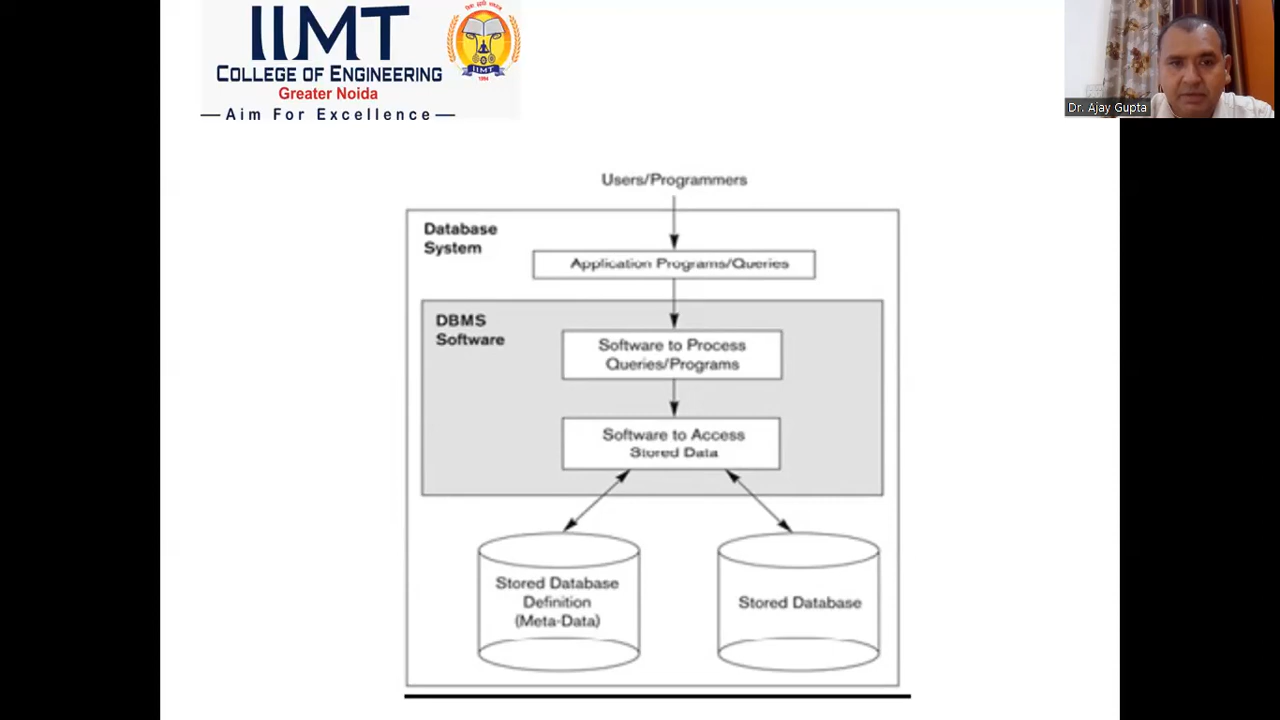 IIMT
COLLEGE OF ENGINEERING
Greater Noida
Aim For Excellence
IIMT
Dr. Ajay Gupta
Users/Programmers
Database
System
Application Programs/Queries
DBMS
Software
Software to Process
Queries/Programs
Software to Access
Stored Data
Stored Database
Definition
(Meta-Data)
Stored Database